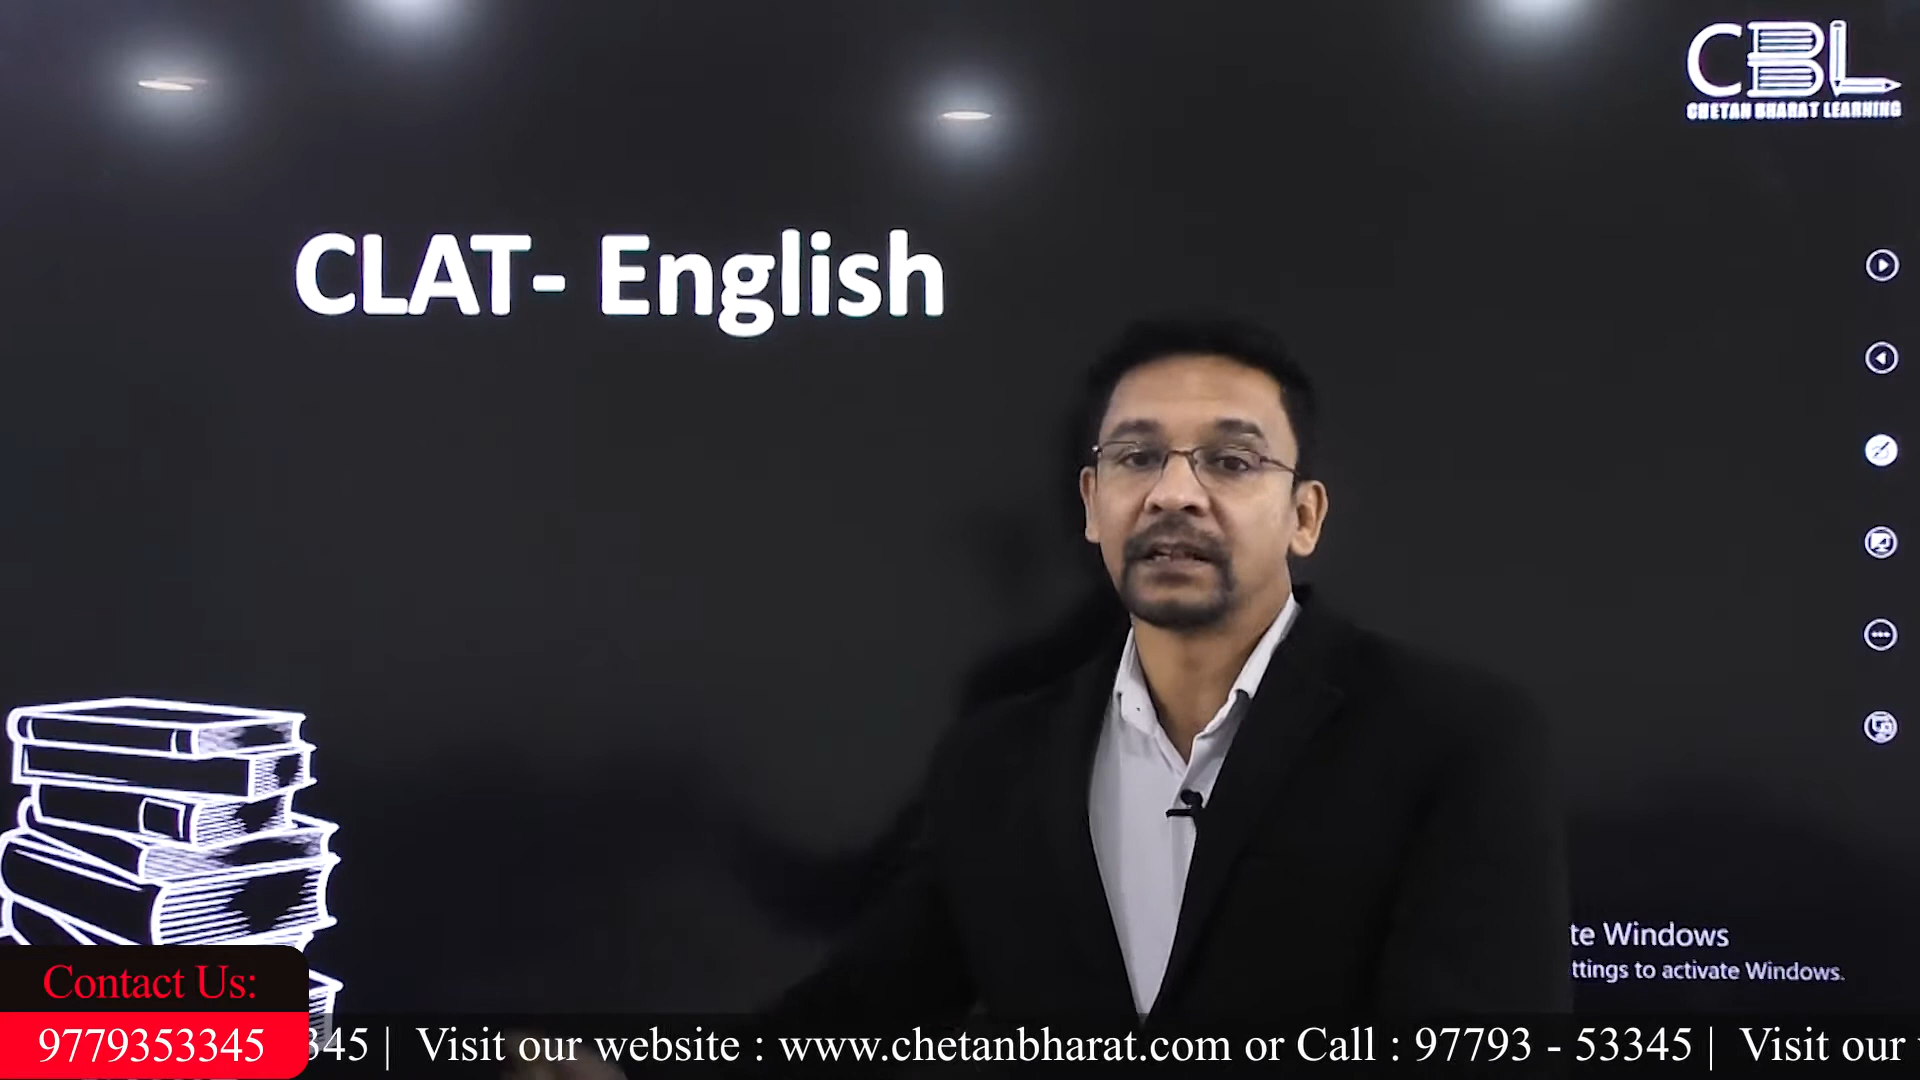 CBL
CHETAN BHARAT LEARNING
CLAT- English
te Windows
ttings to activate Windows.
Contact Us:
9779353345
345 | Visit our website : www.chetanbharat.com or Call : 97793 - 53345 | Visit our